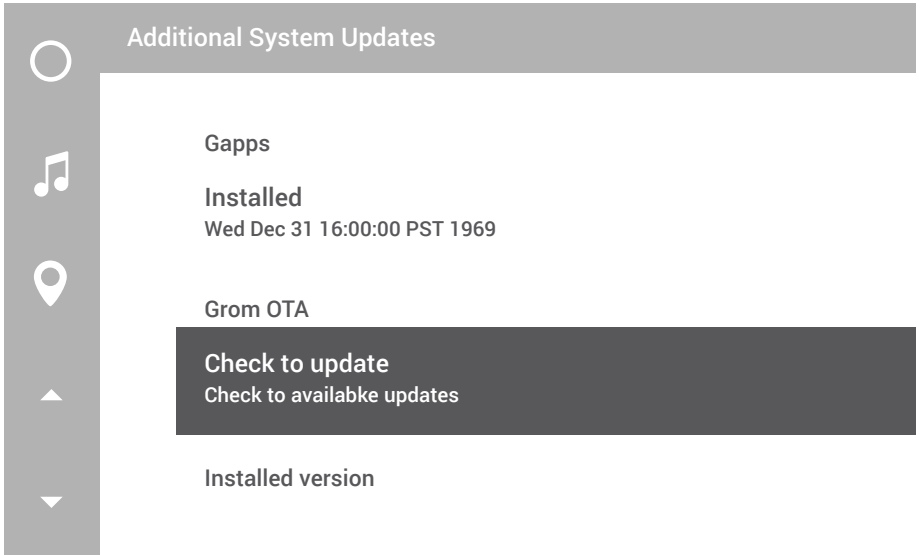 Additional System Updates
Gapps
Installed
Wed Dec 31 16:00:00 PST 1969
Grom OTA
Check to update
Check to availabke updates
Installed version